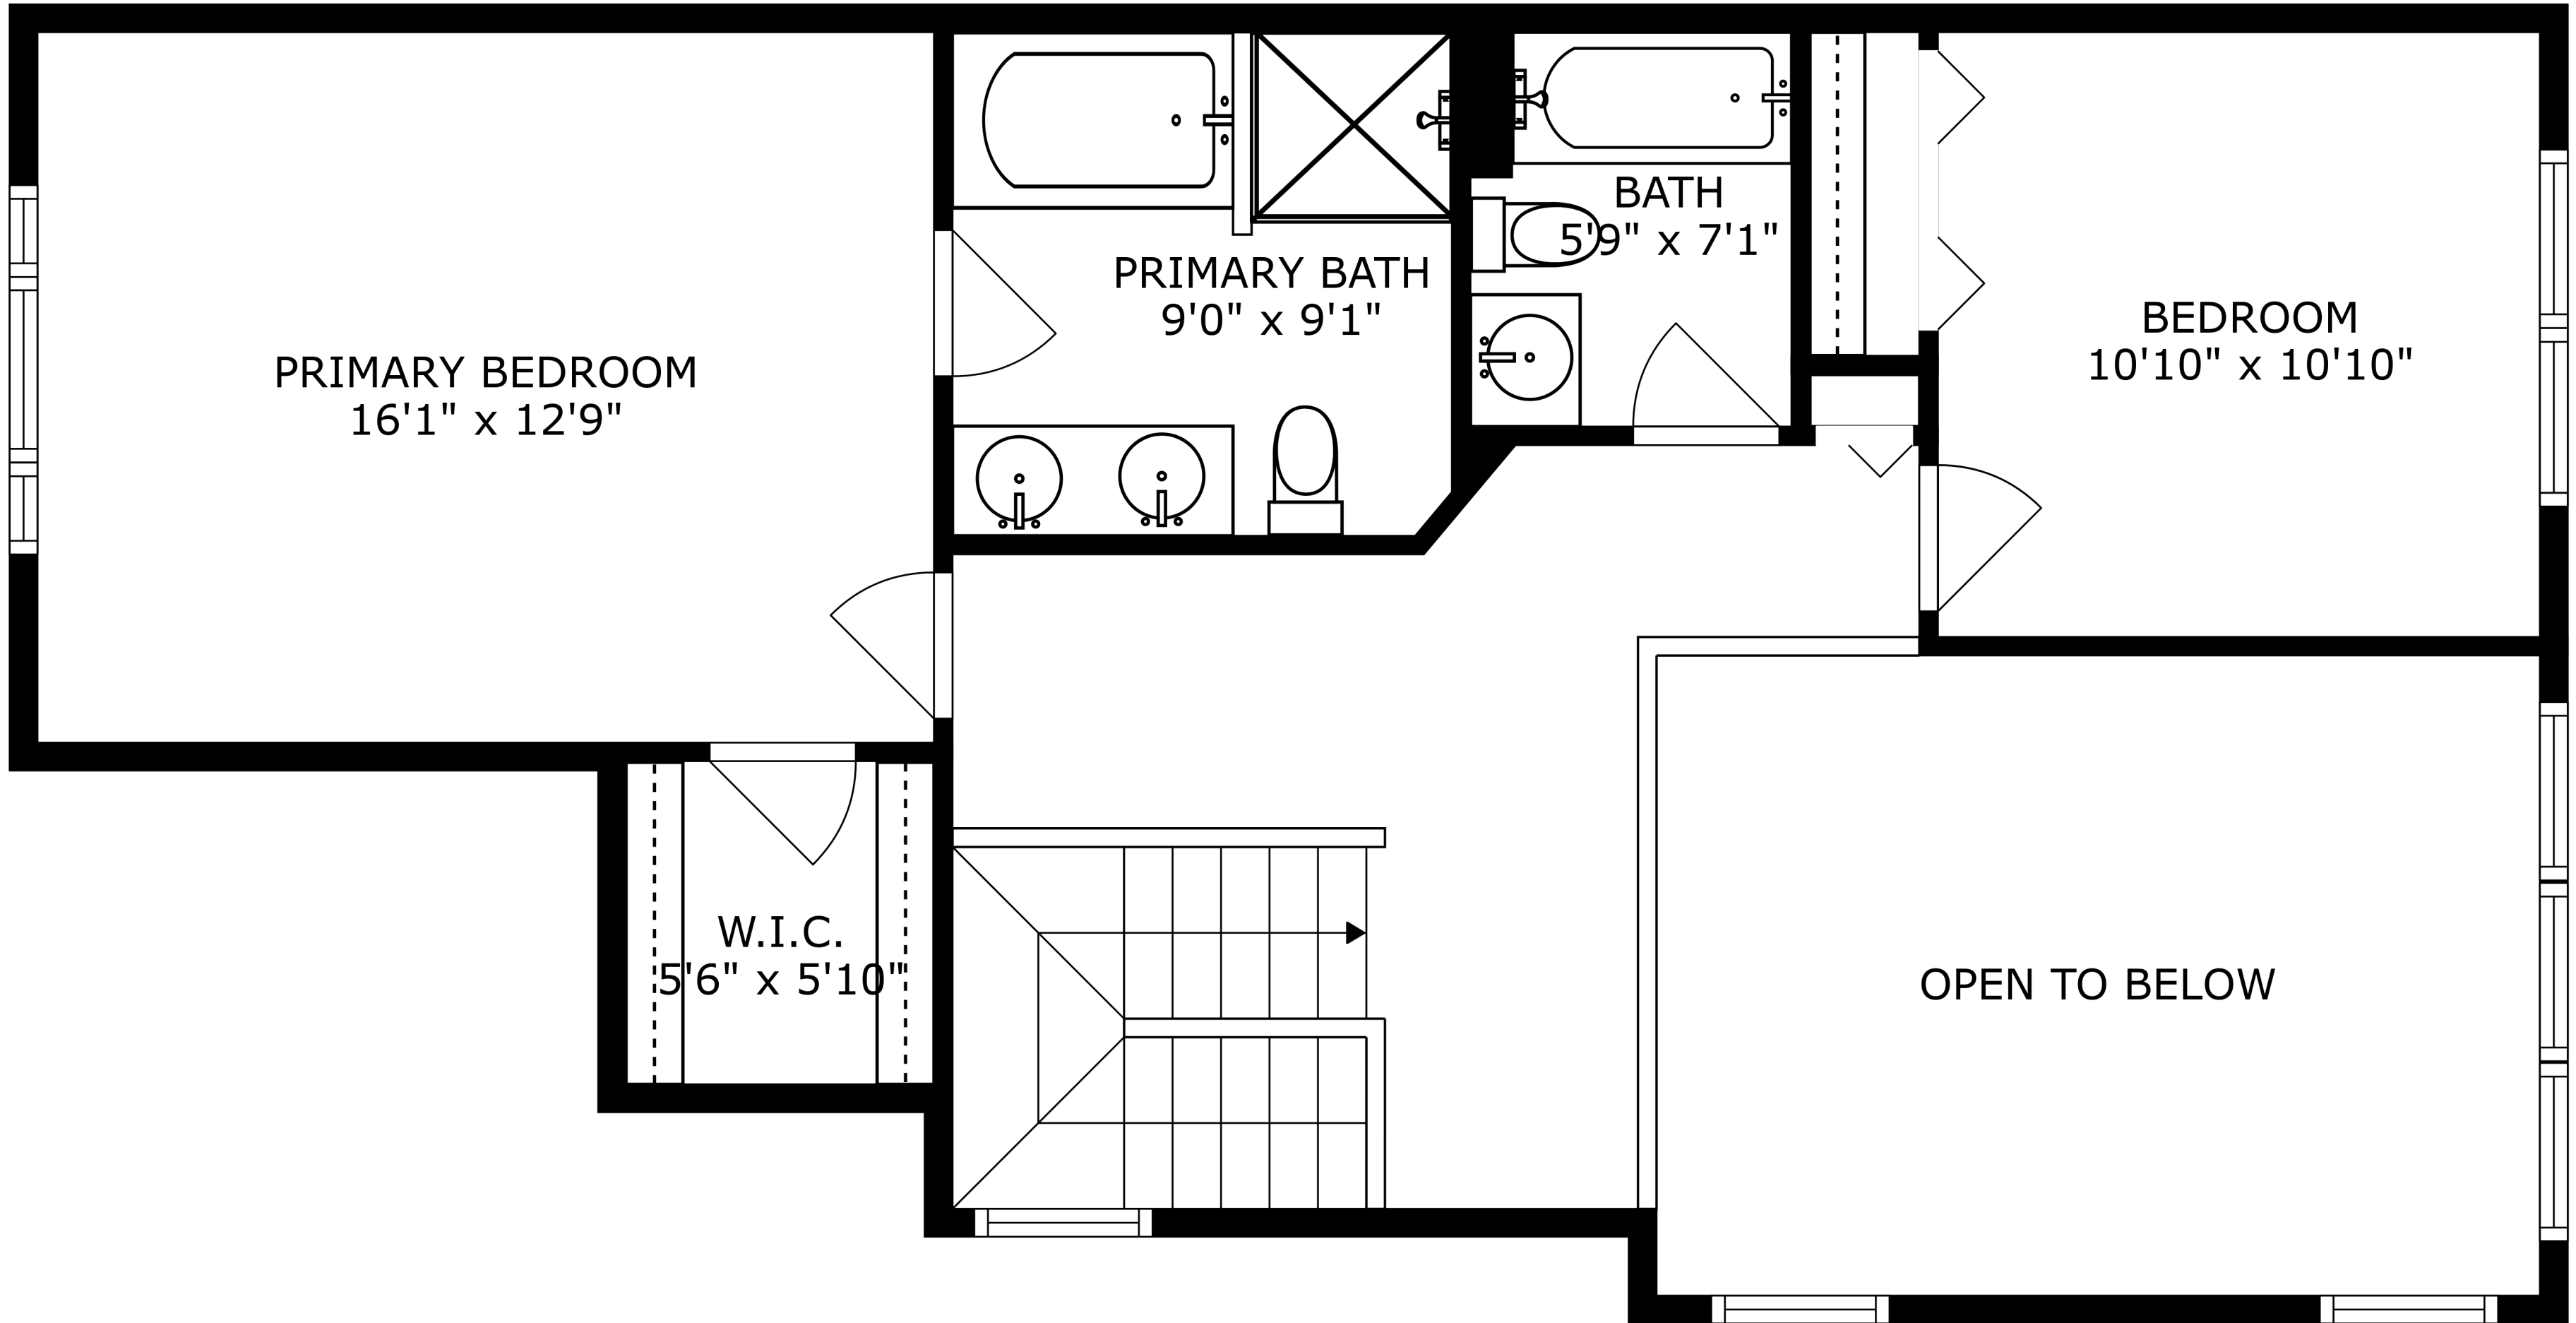 PRIMARY BEDROOM
16'1" x 12'9"
PRIMARY BATH
9'0" x 9'1"
BATH
5'9" x 7'1"
BEDROOM
10'10" x 10'10"
W.I.C.
5'6" x 5'10"
OPEN TO BELOW